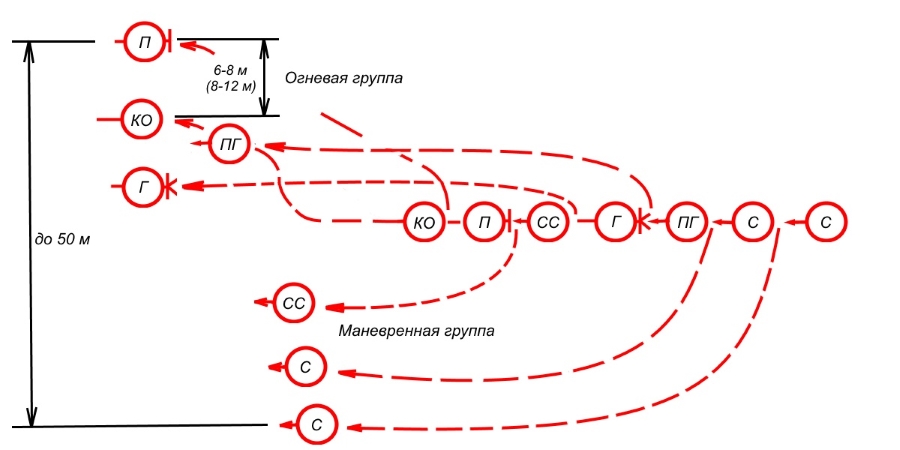 П
6-8 м
(8-12 м)
Огневая группа
КО
ПГ
Г
КО
П
СС
Г
ПГ
С
С
до 50 м
СС
Маневренная группа
С
С